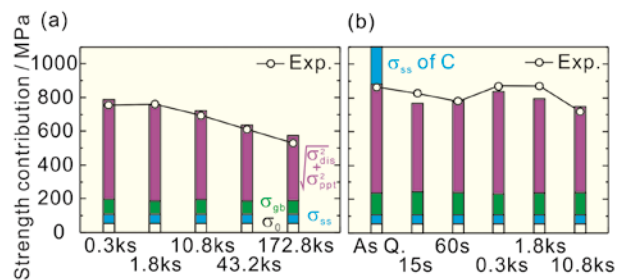 (a)
(b)
Strength contribution / MPa
1000
800
600
400
200
0
Exp.
σss of C
Exp.
√σ²dis + σ²ppt
σgb
σ0
σss
0.3ks 10.8ks 172.8ks
1.8ks 43.2ks
As Q. 60s 1.8ks
15s 0.3ks 10.8ks